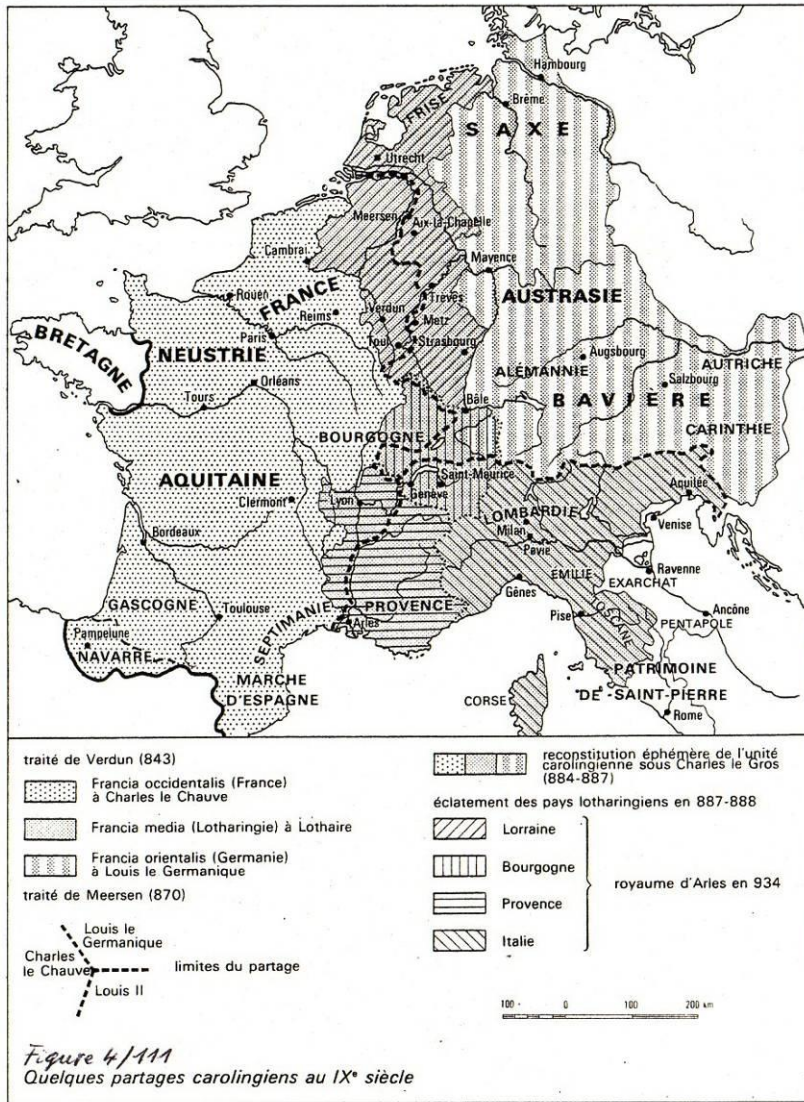 Hambourg
Brême
FRISE
SAXE
Utrecht
Meersen
Aix-la-Chapelle
Cambrai
Mayence
Rouen
FRANCE
Trèves
AUSTRASIE
Reims
Verdun
Metz
BRETAGNE
Paris
Toul
Strasbourg
NEUSTRIE
Augsbourg
AUTRICHE
ALÉMANNIE
Salzbourg
Orléans
Tours
Bâle
BAVIÈRE
BOURGOGNE
CARINTHIE
AQUITAINE
Saint-Maurice
Genève
Aquilée
Clermont
Lyon
LOMBARDIE
Milan
Venise
Bordeaux
Pavie
EMILIE
Ravenne
EXARCHAT
GASCOGNE
Toulouse
SEPTIMANIE
PROVENCE
Gênes
TOSCANE
Ancône
Arles
Pise
PENTAPOLE
Pampelune
NAVARRE
MARCHE
D'ESPAGNE
CORSE
PATRIMOINE
DE SAINT-PIERRE
Rome
traité de Verdun (843)
Francia occidentalis (France)
à Charles le Chauve
Francia media (Lotharingie) à Lothaire
Francia orientalis (Germanie)
à Louis le Germanique
traité de Meersen (870)
Louis le
Germanique
Charles
le Chauve
limites du partage
Louis II
reconstitution éphémère de l'unité
carolingienne sous Charles le Gros
(884-887)
éclatement des pays lotharingiens en 887-888
Lorraine
Bourgogne
Provence
Italie
royaume d'Arles en 934
100 0 100 200 km
Figure 4/111
Quelques partages carolingiens au IXe siècle